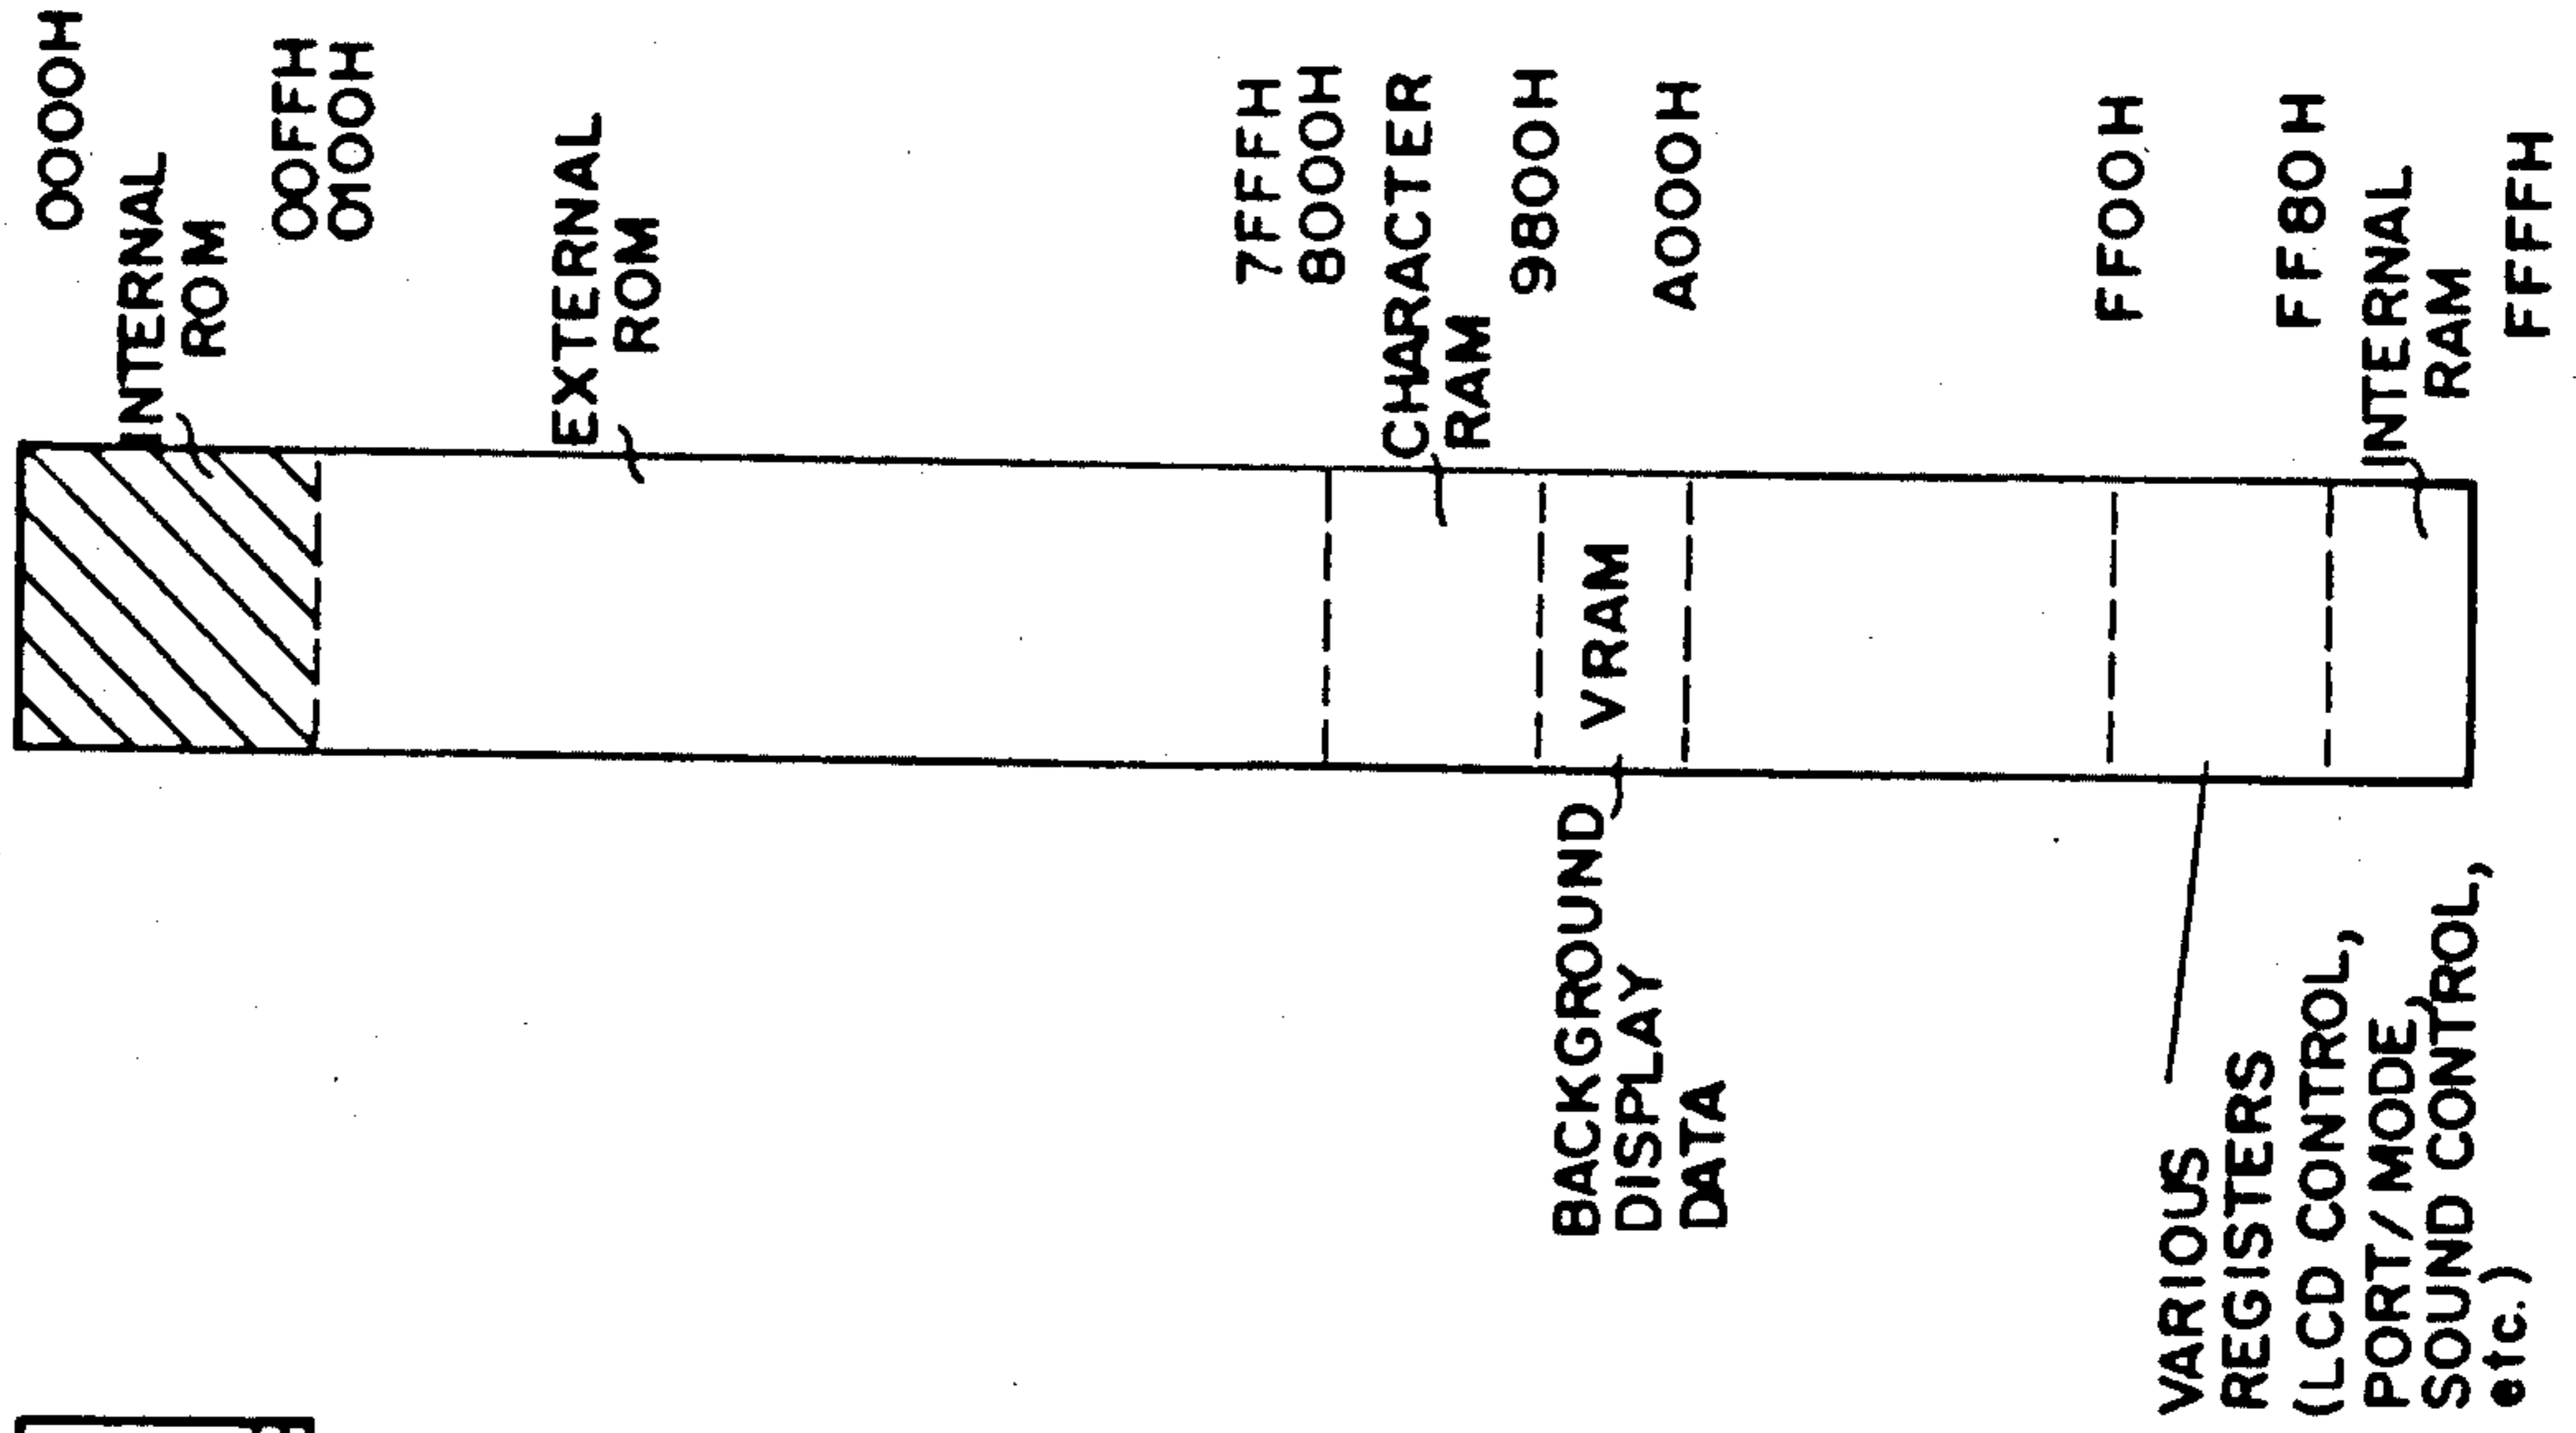 0000H
INTERNAL
ROM
00FFH
0100H
EXTERNAL
ROM
7FFFH
8000H
CHARACTER
RAM
9800H
VRAM
BACKGROUND
DISPLAY
DATA
A000H
FF00H
VARIOUS
REGISTERS
(LCD CONTROL,
PORT/MODE,
SOUND CONTROL,
etc.)
FF80H
INTERNAL
RAM
FFFFH